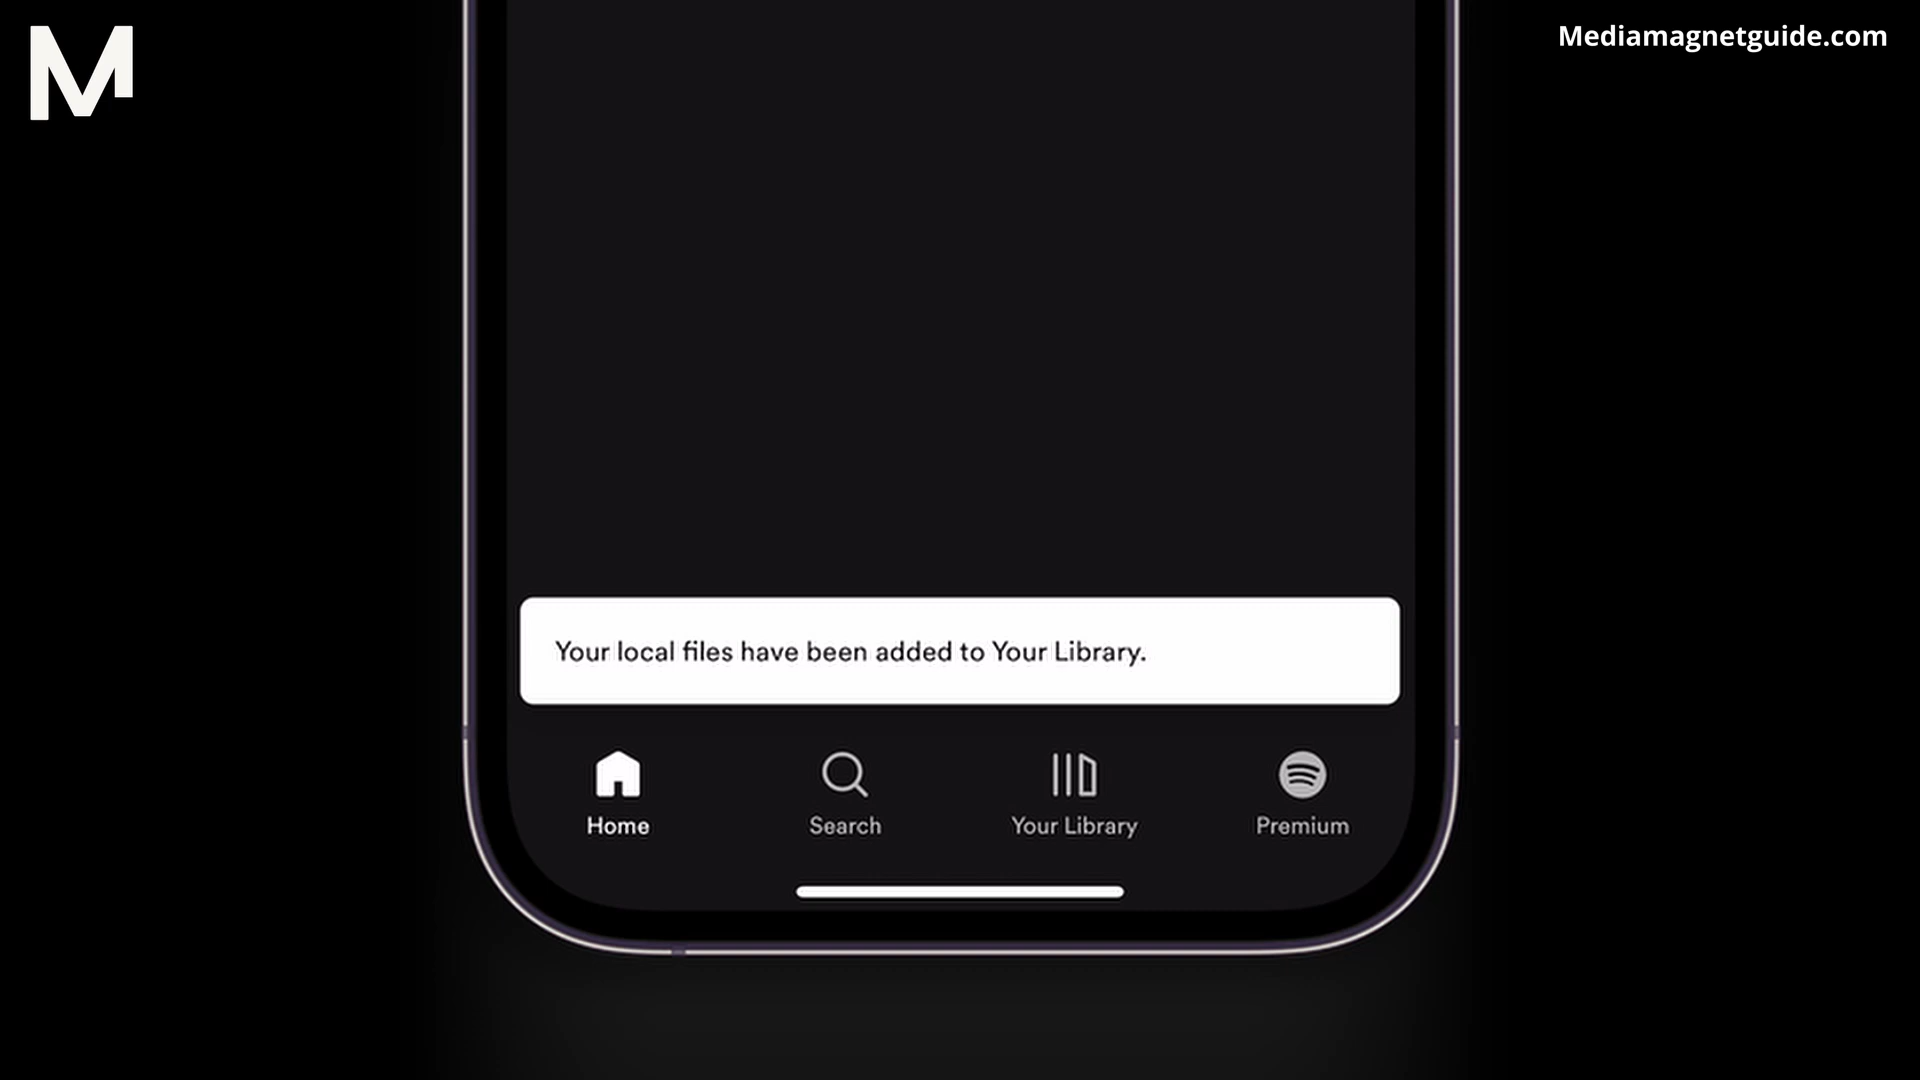 M
Mediamagnetguide.com
Your local files have been added to Your Library.
Home
Search
Your Library
Premium